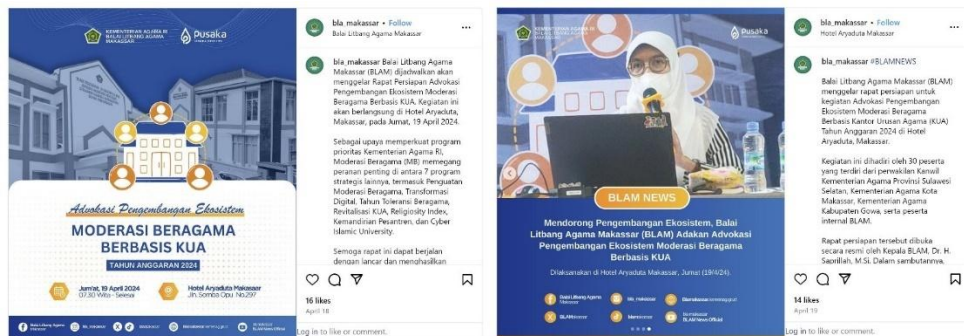 KEMENTERIAN AGAMA RI
BALAI LITBANG AGAMA
MAKASSAR
Pusaka
Advokasi Pengembangan Ekosistem
MODERASI BERAGAMA
BERBASIS KUA
TAHUN ANGGARAN 2024
Jum'at, 19 April 2024
07.30 Wita - Selesai
Hotel Aryaduta Makassar
Jln. Somba Opu No.297
bla_makassar • Follow
Balai Litbang Agama Makassar
bla_makassar Balai Litbang Agama
Makassar (BLAM) dijadwalkan akan
menggelar Rapat Persiapan Advokasi
Pengembangan Ekosistem Moderasi
Beragama Berbasis KUA. Kegiatan ini
akan berlangsung di Hotel Aryaduta,
Makassar, pada Jumat, 19 April 2024.
Sebagai upaya memperkuat program
prioritas Kementerian Agama RI,
Moderasi Beragama (MB) memegang
peranan penting di antara 7 program
strategis lainnya, termasuk Penguatan
Moderasi Beragama, Transformasi
Digital, Tahun Toleransi Beragama,
Revitalisasi KUA, Religiosity Index,
Kemandirian Pesantren, dan Cyber
Islamic University.
Semoga rapat ini dapat berjalan
dengan lancar dan menghasilkan
16 likes
April 18
Log in to like or comment.
Pusaka
BLAM NEWS
Mendorong Pengembangan Ekosistem, Balai
Litbang Agama Makassar (BLAM) Adakan Advokasi
Pengembangan Ekosistem Moderasi Beragama
Berbasis KUA
Dilaksanakan di Hotel Aryaduta Makassar, Jumat (19/4/24).
Balai Litbang Agama
Makassar
bla_makassar
BLAMakassar
BLAM News Official
bla_makassar • Follow
Hotel Aryaduta Makassar
bla_makassar #BLAMNEWS
Balai Litbang Agama Makassar (BLAM)
menggelar rapat persiapan untuk
kegiatan Advokasi Pengembangan
Ekosistem Moderasi Beragama
Berbasis Kantor Urusan Agama (KUA)
Tahun Anggaran 2024 di Hotel
Aryaduta, Makassar.
Kegiatan ini dihadiri oleh 30 peserta
yang terdiri dari perwakilan Kanwil
Kementerian Agama Provinsi Sulawesi
Selatan, Kementerian Agama Kota
Makassar, Kementerian Agama
Kabupaten Gowa, serta peserta
internal BLAM.
Rapat persiapan tersebut dibuka
secara resmi oleh Kepala BLAM, Dr. H.
Saprillah, M.Si. Dalam sambutannya,
14 likes
April 19
Log in to like or comment.